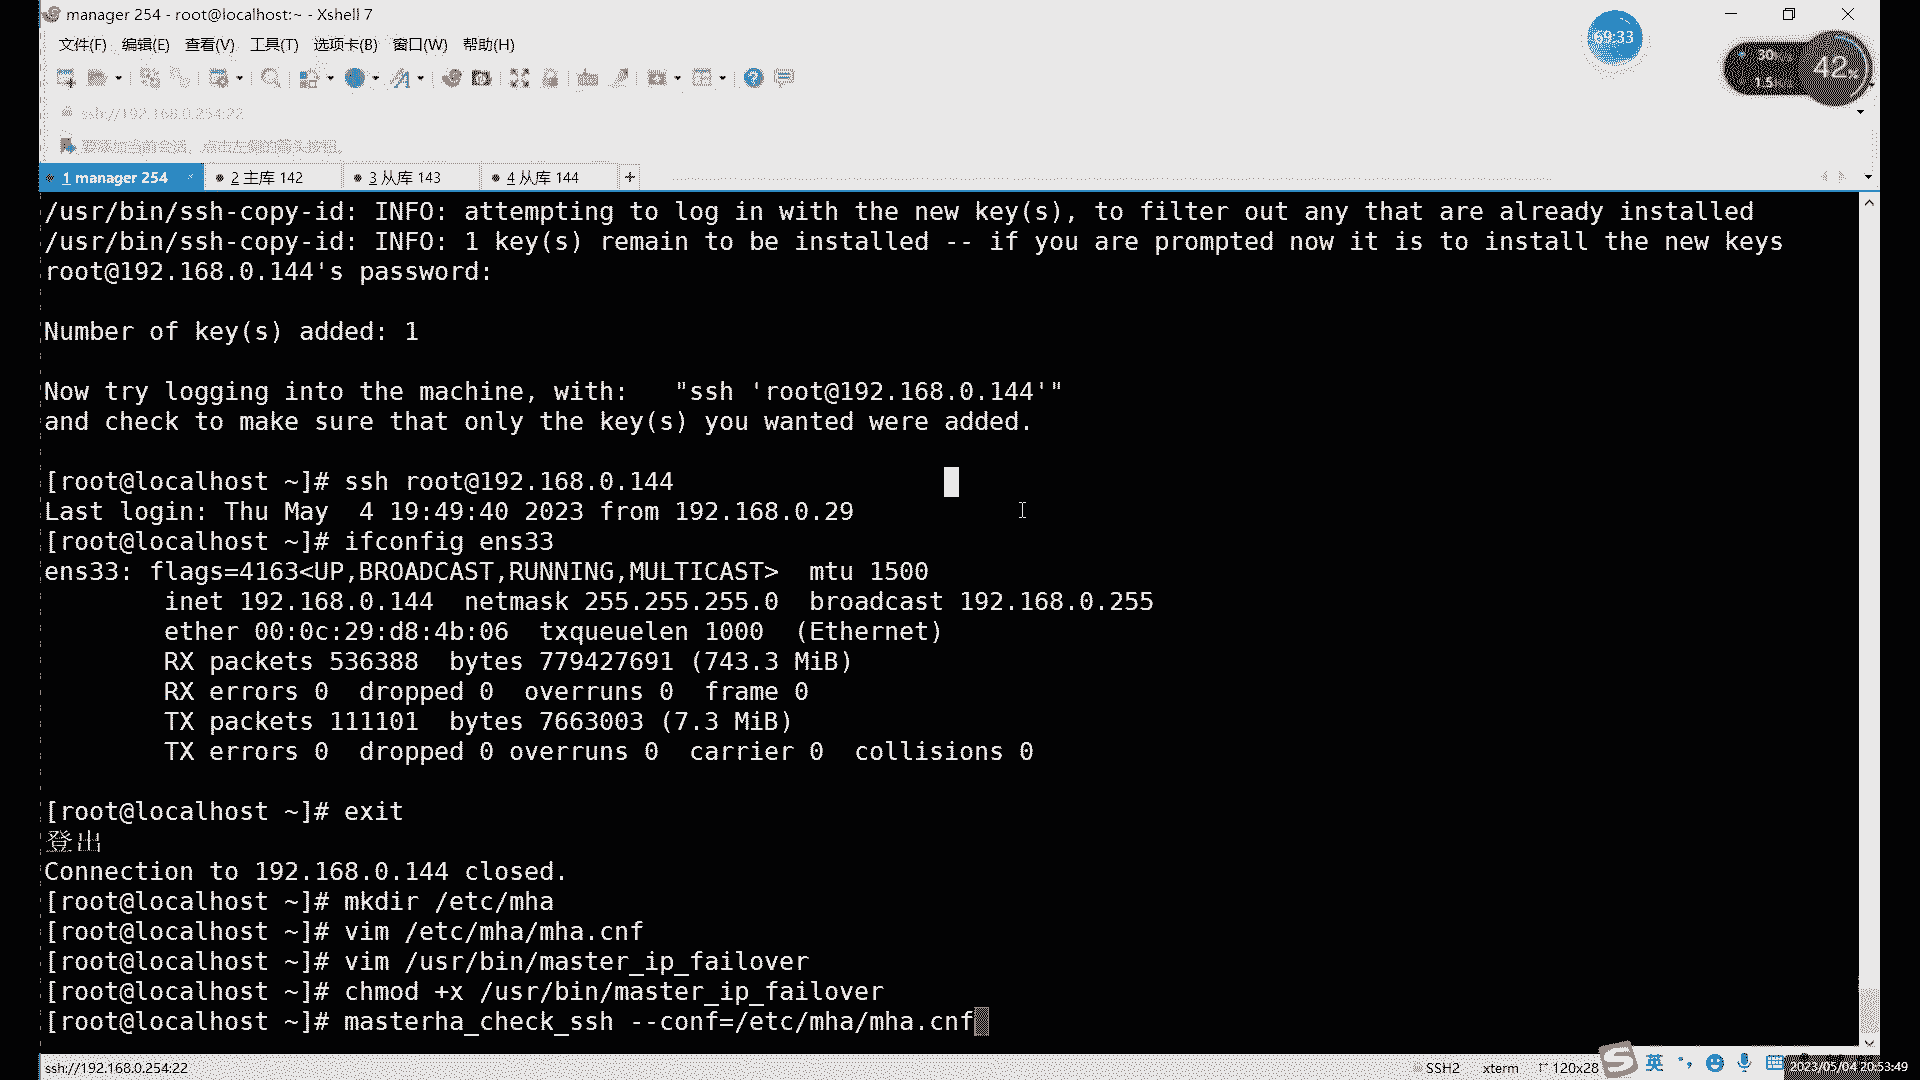 manager 254 - root@localhost:~ - Xshell 7
文件(F) 编辑(E) 查看(V) 工具(T) 选项卡(B) 窗口(W) 帮助(H)
69:33
30
1.5
42%
ssh://192.168.0.254:22
要添加当前会话，点击左侧的箭头按钮。
1 manager 254
2 主库 142
3 从库 143
4 从库 144
/usr/bin/ssh-copy-id: INFO: attempting to log in with the new key(s), to filter out any that are already installed
/usr/bin/ssh-copy-id: INFO: 1 key(s) remain to be installed -- if you are prompted now it is to install the new keys
root@192.168.0.144's password:
Number of key(s) added: 1
Now try logging into the machine, with:   "ssh 'root@192.168.0.144'"
and check to make sure that only the key(s) you wanted were added.
[root@localhost ~]# ssh root@192.168.0.144
Last login: Thu May  4 19:49:40 2023 from 192.168.0.29
[root@localhost ~]# ifconfig ens33
ens33: flags=4163<UP,BROADCAST,RUNNING,MULTICAST>  mtu 1500
inet 192.168.0.144  netmask 255.255.255.0  broadcast 192.168.0.255
ether 00:0c:29:d8:4b:06  txqueuelen 1000  (Ethernet)
RX packets 536388  bytes 779427691 (743.3 MiB)
RX errors 0  dropped 0  overruns 0  frame 0
TX packets 111101  bytes 7663003 (7.3 MiB)
TX errors 0  dropped 0 overruns 0  carrier 0  collisions 0
[root@localhost ~]# exit
登出
Connection to 192.168.0.144 closed.
[root@localhost ~]# mkdir /etc/mha
[root@localhost ~]# vim /etc/mha/mha.cnf
[root@localhost ~]# vim /usr/bin/master_ip_failover
[root@localhost ~]# chmod +x /usr/bin/master_ip_failover
[root@localhost ~]# masterha_check_ssh --conf=/etc/mha/mha.cnf
ssh://192.168.0.254:22
SSH2 xterm 120x28
英
2023/05/04 20:53:49